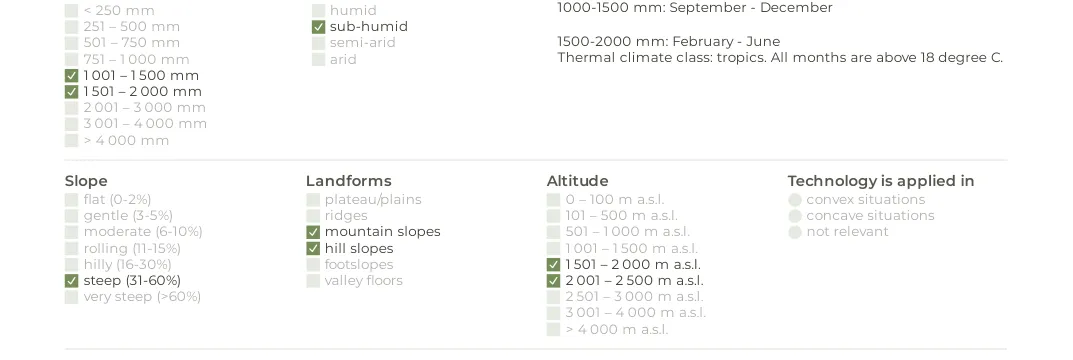 < 250 mm
251 – 500 mm
501 – 750 mm
751 – 1 000 mm
1 001 – 1 500 mm
1 501 – 2 000 mm
2 001 – 3 000 mm
3 001 – 4 000 mm
> 4 000 mm
humid
sub-humid
semi-arid
arid
1000-1500 mm: September - December
1500-2000 mm: February - June
Thermal climate class: tropics. All months are above 18 degree C.
Slope
flat (0-2%)
gentle (3-5%)
moderate (6-10%)
rolling (11-15%)
hilly (16-30%)
steep (31-60%)
very steep (>60%)
Landforms
plateau/plains
ridges
mountain slopes
hill slopes
footslopes
valley floors
Altitude
0 – 100 m a.s.l.
101 – 500 m a.s.l.
501 – 1 000 m a.s.l.
1 001 – 1 500 m a.s.l.
1 501 – 2 000 m a.s.l.
2 001 – 2 500 m a.s.l.
2 501 – 3 000 m a.s.l.
3 001 – 4 000 m a.s.l.
> 4 000 m a.s.l.
Technology is applied in
convex situations
concave situations
not relevant